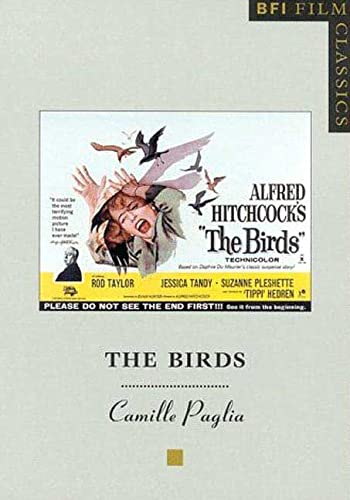 BFI FILM
CLASSICS
"It could be
the most
terrifying
motion
picture
I have
ever made!"
ALFRED
HITCHCOCK'S
"The Birds"
TECHNICOLOR
Based on Daphne Du Maurier's classic suspense story!
ROD TAYLOR
JESSICA TANDY
SUZANNE PLESHETTE
'TIPPI' HEDREN
PLEASE DO NOT SEE THE END FIRST!!! See it from the beginning.
THE BIRDS
Camille Paglia